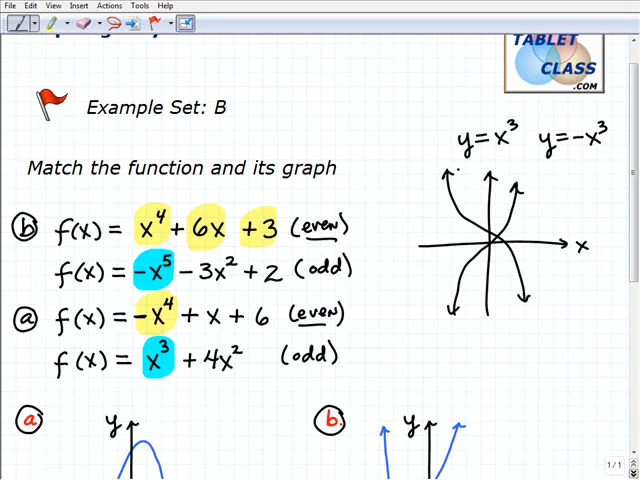 File Edit View Insert Actions Tools Help
TABLET
CLASS
.COM
Example Set: B
y = x³ y = -x³
Match the function and its graph
ⓑ f(x) = x⁴ + 6x + 3 (even)
f(x) = -x⁵ - 3x² + 2 (odd)
x
ⓐ f(x) = -x⁴ + x + 6 (even)
f(x) = x³ + 4x² (odd)
a y b. y
1/1